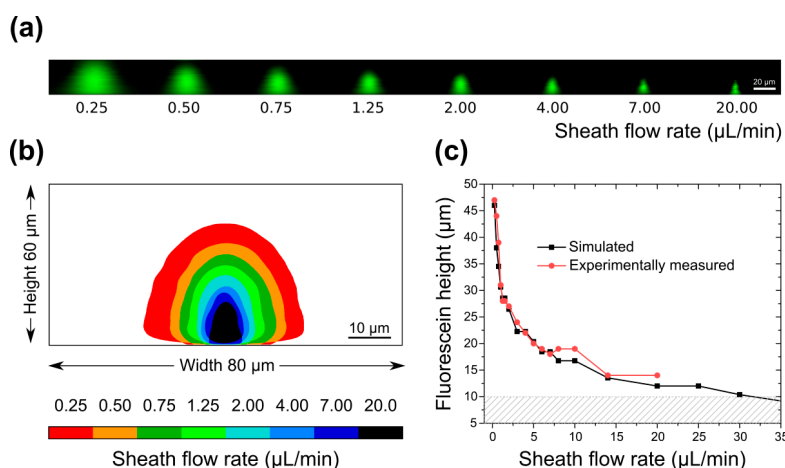 (a)
20 µm
0.25 0.50 0.75 1.25 2.00 4.00 7.00 20.00
Sheath flow rate (µL/min)
(b)
Height 60 µm
10 µm
Width 80 µm
0.25 0.50 0.75 1.25 2.00 4.00 7.00 20.0
Sheath flow rate (µL/min)
(c)
Fluorescein height (µm)
50
45
40
35
30
25
20
15
10
5
Simulated
Experimentally measured
0 5 10 15 20 25 30 35
Sheath flow rate (µL/min)